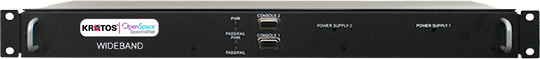 KRATOS | OpenSpace
SpectralNet
WIDEBAND
PWR
PASS/FAIL
PWR
PASS/FAIL
CONSOLE 2
CONSOLE 1
POWER SUPPLY 2
POWER SUPPLY 1